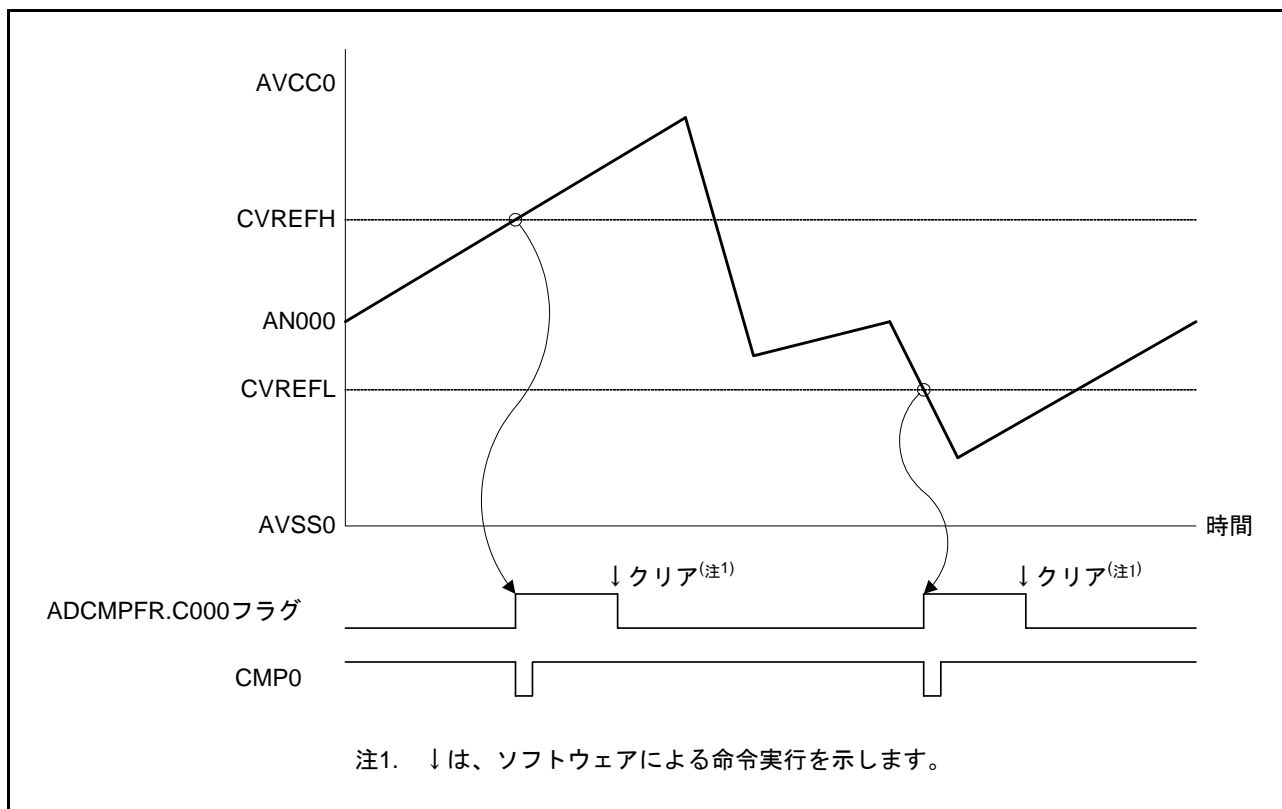 AVCC0
CVREFH
AN000
CVREFL
AVSS0
時間
↓クリア(注1)
↓クリア(注1)
ADCMPFR.C000フラグ
CMP0
注1. ↓は、ソフトウェアによる命令実行を示します。